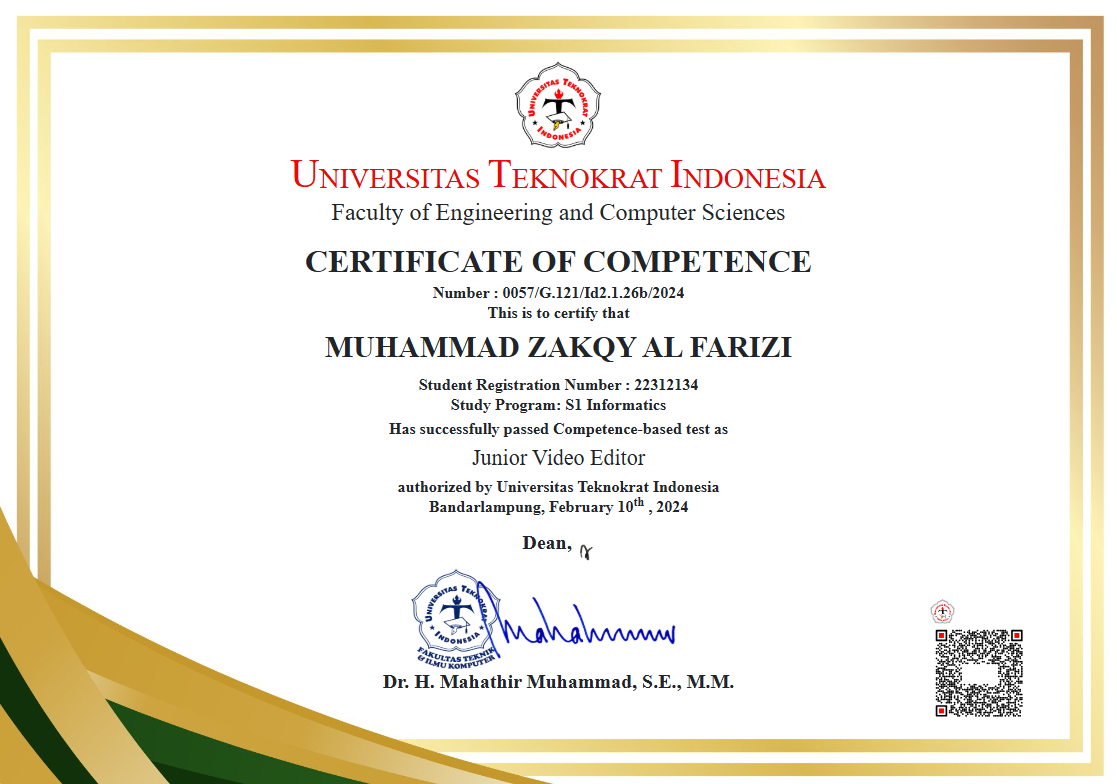 UNIVERSITAS TEKNOKRAT INDONESIA
UNIVERSITAS TEKNOKRAT INDONESIA
Faculty of Engineering and Computer Sciences
CERTIFICATE OF COMPETENCE
Number : 0057/G.121/Id2.1.26b/2024
This is to certify that
MUHAMMAD ZAKQY AL FARIZI
Student Registration Number : 22312134
Study Program: S1 Informatics
Has successfully passed Competence-based test as
Junior Video Editor
authorized by Universitas Teknokrat Indonesia
Bandarlampung, February 10th , 2024
Dean,
UNIVERSITAS TEKNOKRAT INDONESIA
FAKULTAS TEKNIK
& ILMU KOMPUTER
Dr. H. Mahathir Muhammad, S.E., M.M.